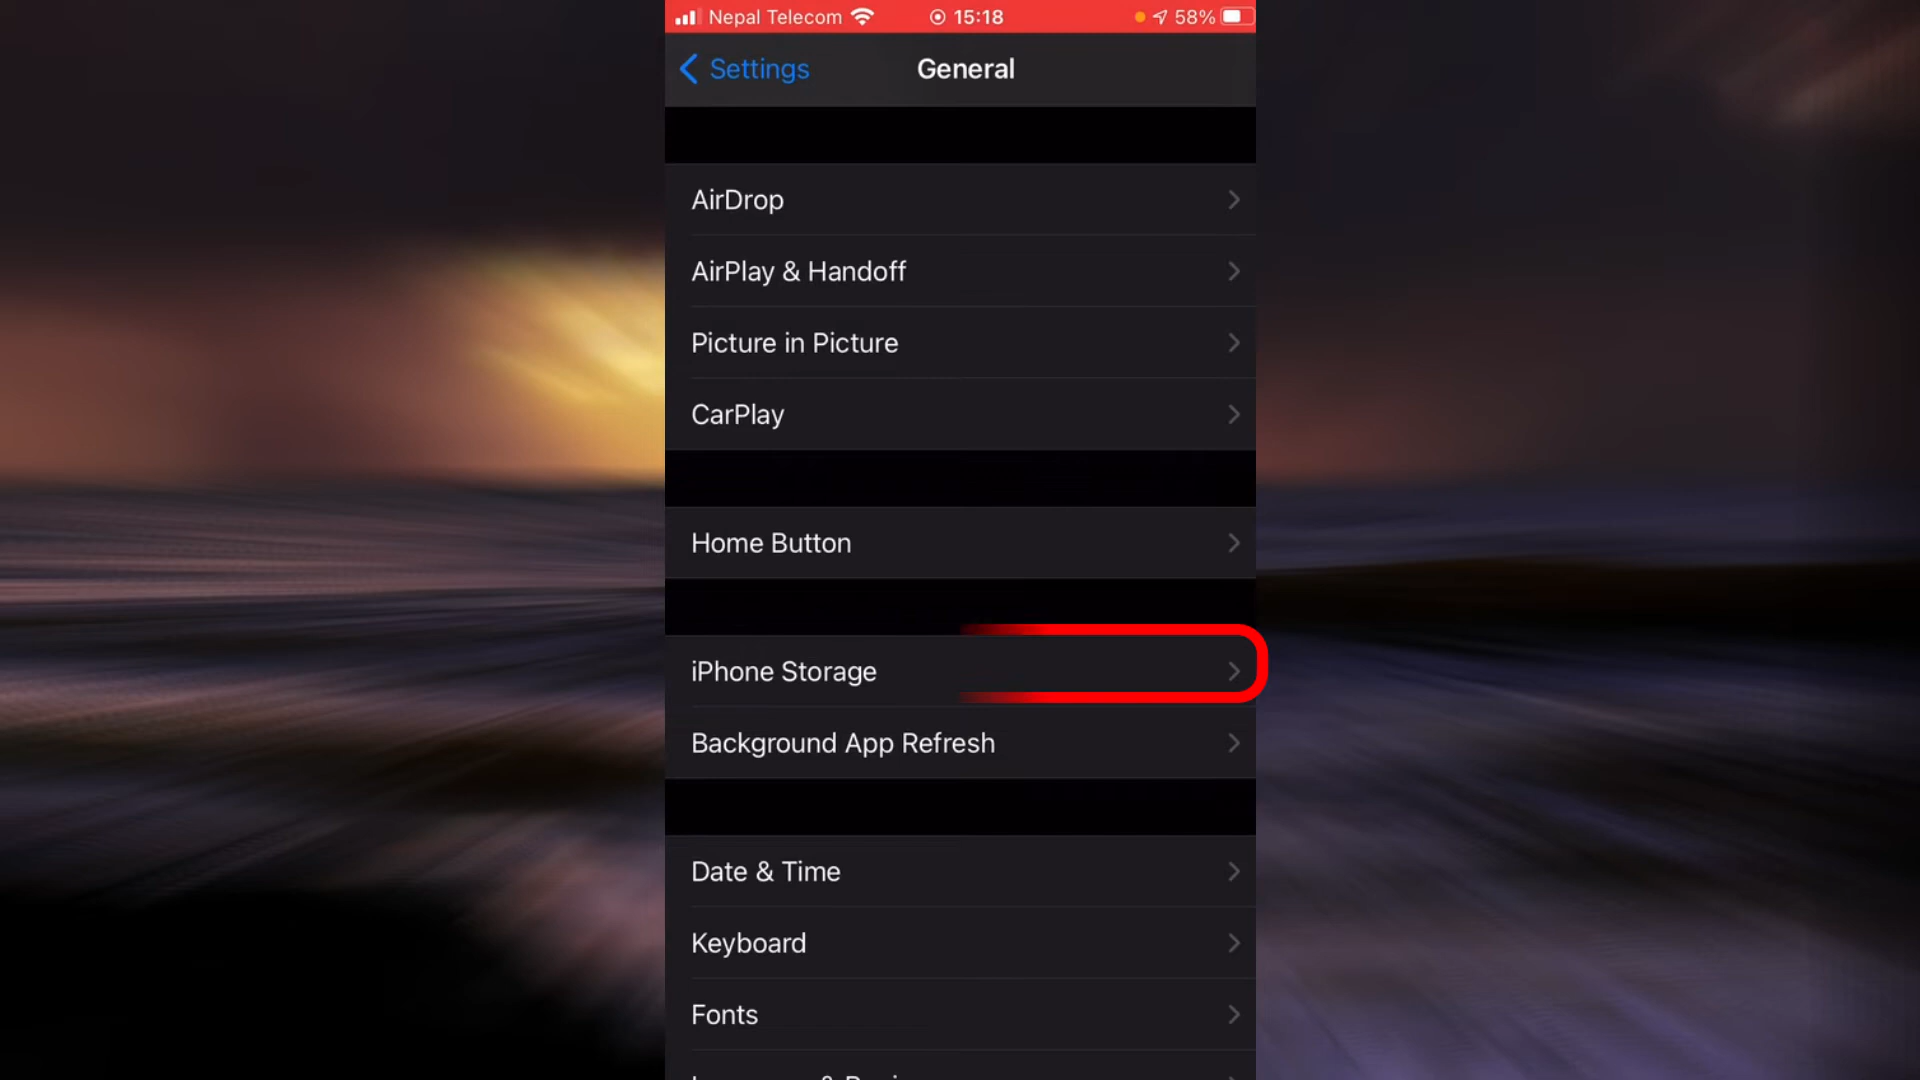 Nepal Telecom 15:18 58%
Settings General
AirDrop
AirPlay & Handoff
Picture in Picture
CarPlay
Home Button
iPhone Storage
Background App Refresh
Date & Time
Keyboard
Fonts